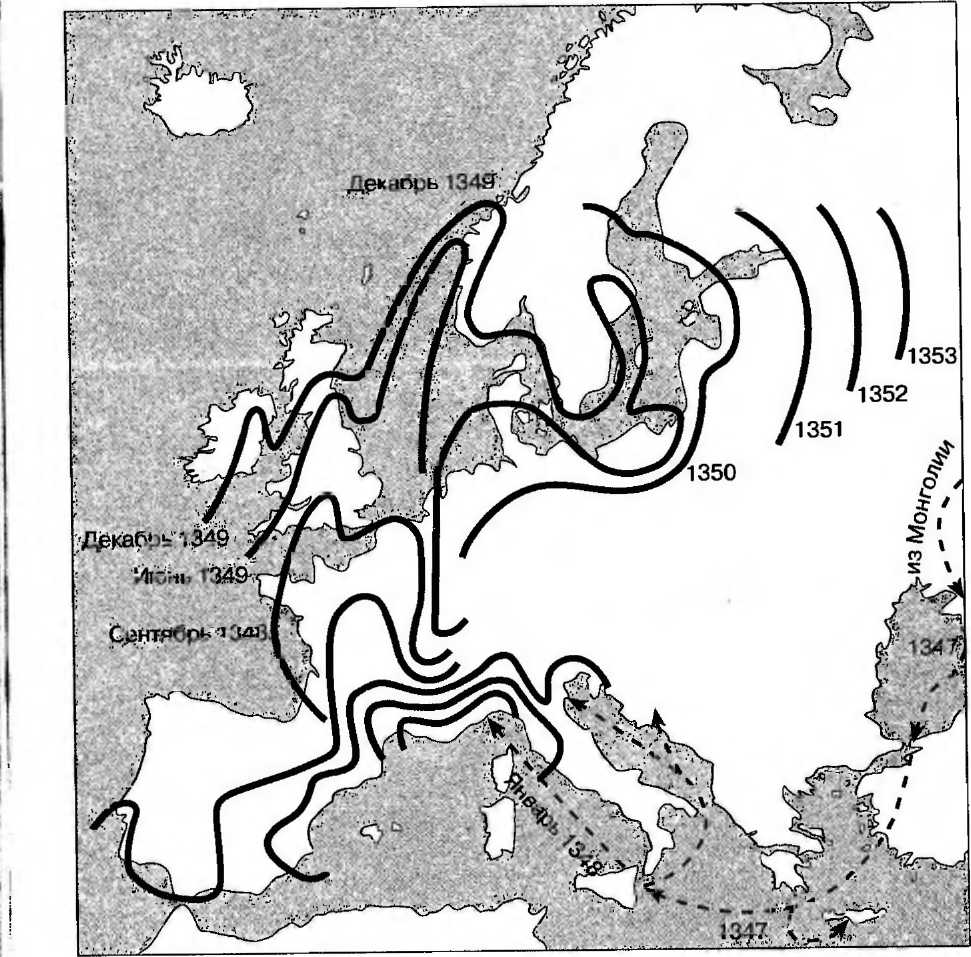 Декабрь 1349
1353
1352
1351
1350
из Монголии
Декабрь 1349
Июнь 1349
Сентябрь 1348
1347
Январь 1348
1347